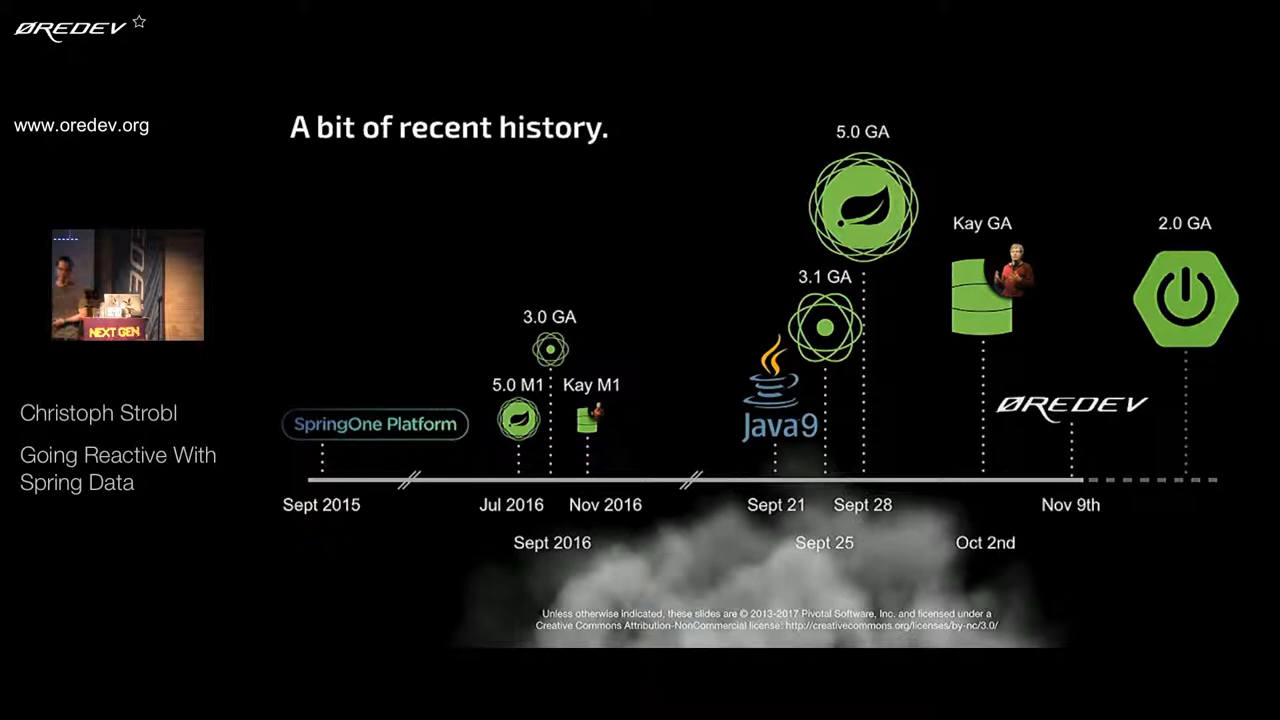 ØREDEV
www.oredev.org
A bit of recent history.
5.0 GA
Kay GA
2.0 GA
3.1 GA
3.0 GA
5.0 M1
Kay M1
NEXT GEN
Christoph Strobl
Going Reactive With
Spring Data
SpringOne Platform
Java9
ØREDEV
Sept 2015
Jul 2016
Nov 2016
Sept 21
Sept 28
Nov 9th
Sept 2016
Sept 25
Oct 2nd
Unless otherwise indicated, these slides are © 2013-2017 Pivotal Software, Inc. and licensed under a
Creative Commons Attribution-NonCommercial license: http://creativecommons.org/licenses/by-nc/3.0/